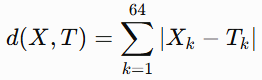 d(X,T) = \sum_{k=1}^{64} |X_k - T_k|